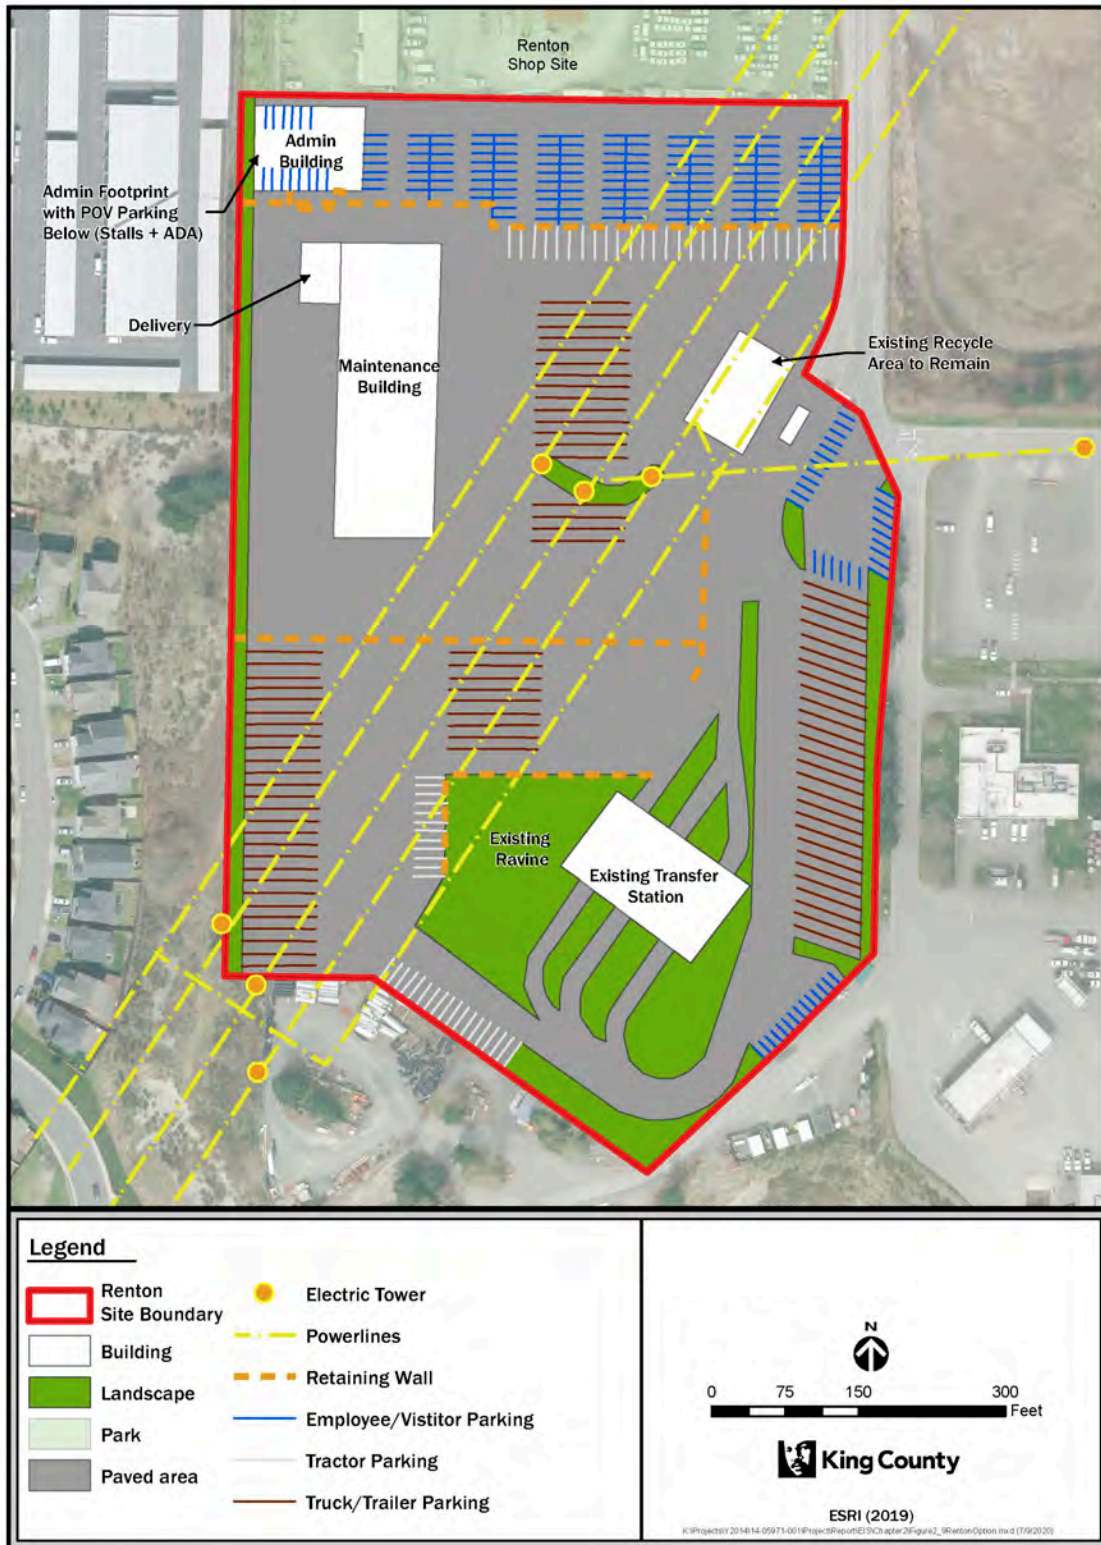 Renton
Shop Site
Admin
Building
Admin Footprint
with POV Parking
Below (Stalls + ADA)
Delivery
Maintenance
Building
Existing Recycle
Area to Remain
Existing
Ravine
Existing Transfer
Station
Legend
Renton
Site Boundary
Building
Landscape
Park
Paved area
Electric Tower
Powerlines
Retaining Wall
Employee/Vistitor Parking
Tractor Parking
Truck/Trailer Parking
N
0 75 150 300
Feet
King County
ESRI (2019)